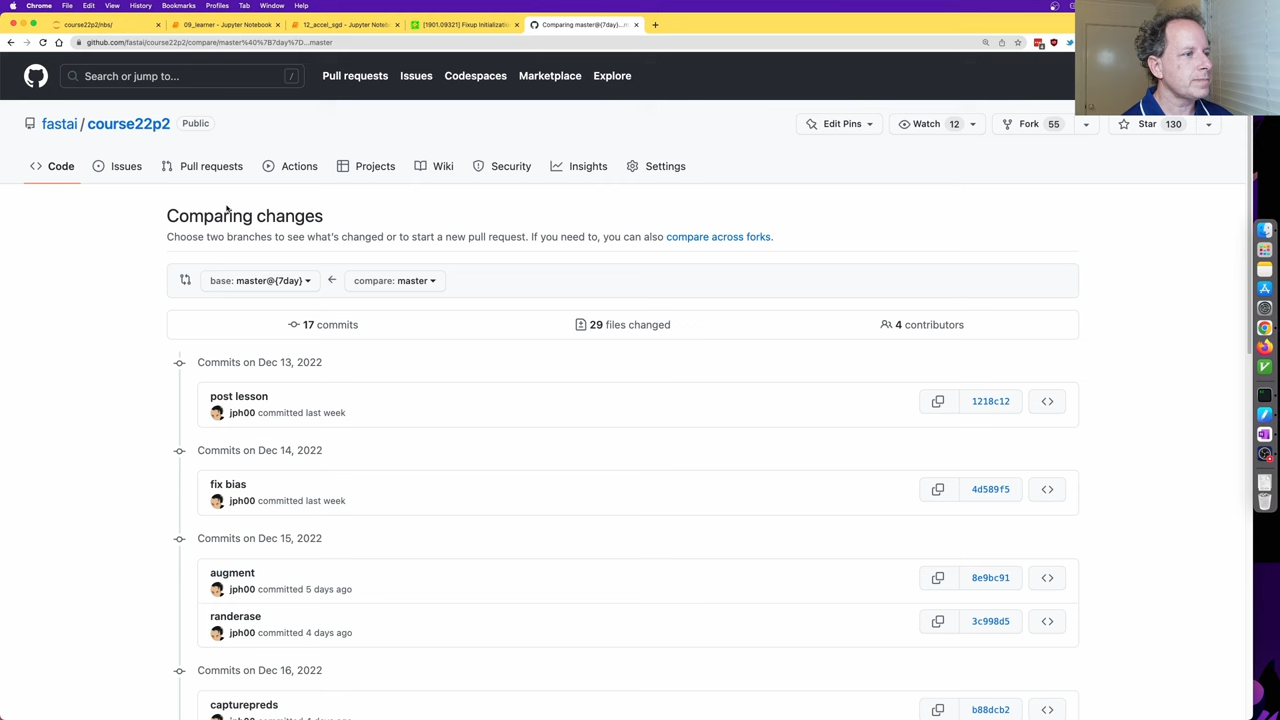 Chrome File Edit View History Bookmarks Profiles Tab Window Help
course22p2/nbs/ × 09_learner - Jupyter Notebook × 12_accel_sgd - Jupyter Noteb × [1901.09321] Fixup Initializatio × Comparing master@{7day}...m × +
github.com/fastai/course22p2/compare/master%40%7B7day%7D...master
Search or jump to... /
Pull requests Issues Codespaces Marketplace Explore
fastai / course22p2 Public
Edit Pins Watch 12 Fork 55 Star 130
Code Issues Pull requests Actions Projects Wiki Security Insights Settings
Comparing changes
Choose two branches to see what's changed or to start a new pull request. If you need to, you can also compare across forks.
base: master@{7day} compare: master
17 commits 29 files changed 4 contributors
Commits on Dec 13, 2022
post lesson
jph00 committed last week
1218c12
Commits on Dec 14, 2022
fix bias
jph00 committed last week
4d589f5
Commits on Dec 15, 2022
augment
jph00 committed 5 days ago
8e9bc91
randerase
jph00 committed 4 days ago
3c998d5
Commits on Dec 16, 2022
capturepreds
jph00 committed 4 days ago
b88dcb2